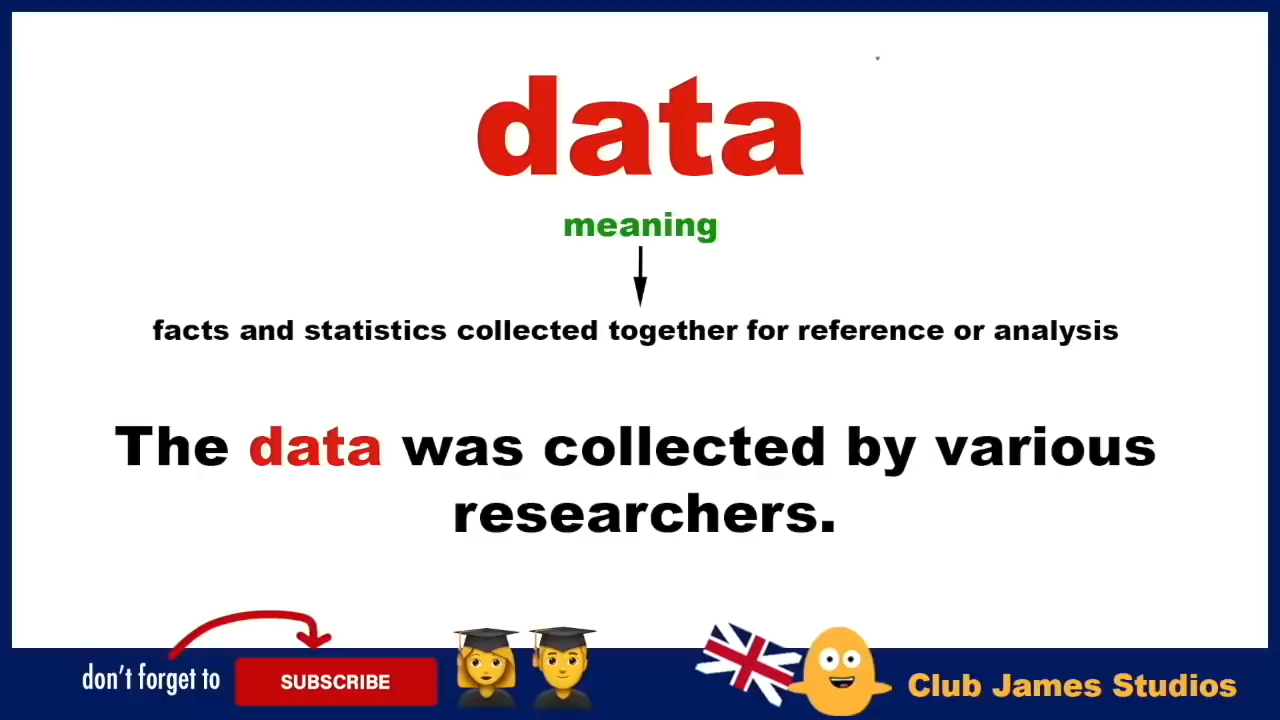 data
meaning
facts and statistics collected together for reference or analysis
The data was collected by various
researchers.
don't forget to
SUBSCRIBE
Club James Studios